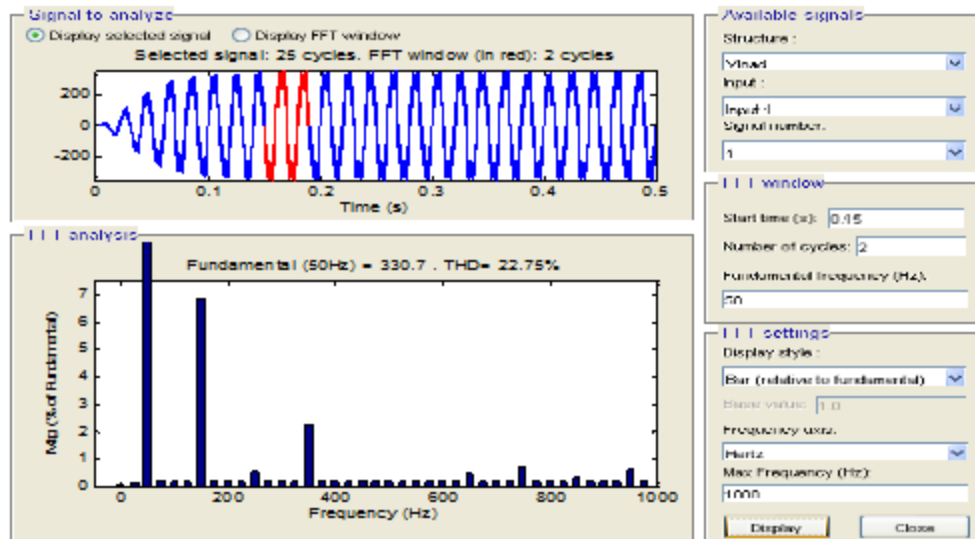 Signal to analyze
Display selected signal Display FFT window
Selected signal: 25 cycles. FFT window (in red): 2 cycles
200
0
-200
0 0.1 0.2 0.3 0.4 0.5
Time (s)
FFT analysis
Fundamental (50Hz) = 330.7 . THD= 22.75%
7
6
5
4
3
2
1
0
Mag (% of Fundamental)
0 200 400 600 800 1000
Frequency (Hz)
Available signals
Structure :
Input :
Signal number:
1
FFT window
Start time (s): 0.15
Number of cycles: 2
Fundamental frequency (Hz):
50
FFT settings
Display style :
Bar (relative to fundamental)
Base value: 1.0
Frequency axis:
Hertz
Max Frequency (Hz):
1000
Display Close